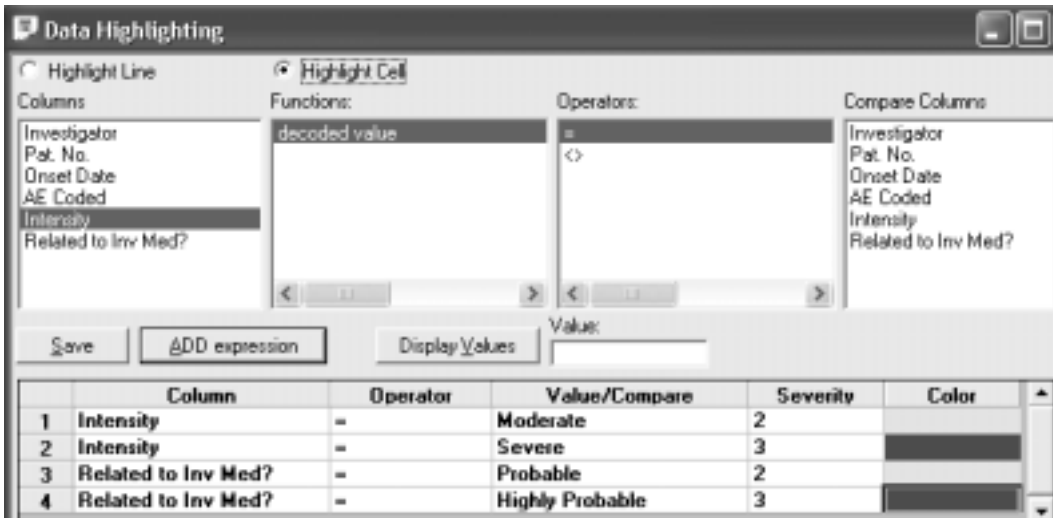 Data Highlighting
Highlight Line Highlight Cell
Columns Functions: Operators: Compare Columns
Investigator decoded value = Investigator
Pat. No. <> Pat. No.
Onset Date Onset Date
AE Coded AE Coded
Intensity Intensity
Related to Inv Med? Related to Inv Med?
Value:
Save ADD expression Display Values
Column Operator Value/Compare Severity Color
1 Intensity = Moderate 2
2 Intensity = Severe 3
3 Related to Inv Med? = Probable 2
4 Related to Inv Med? = Highly Probable 3